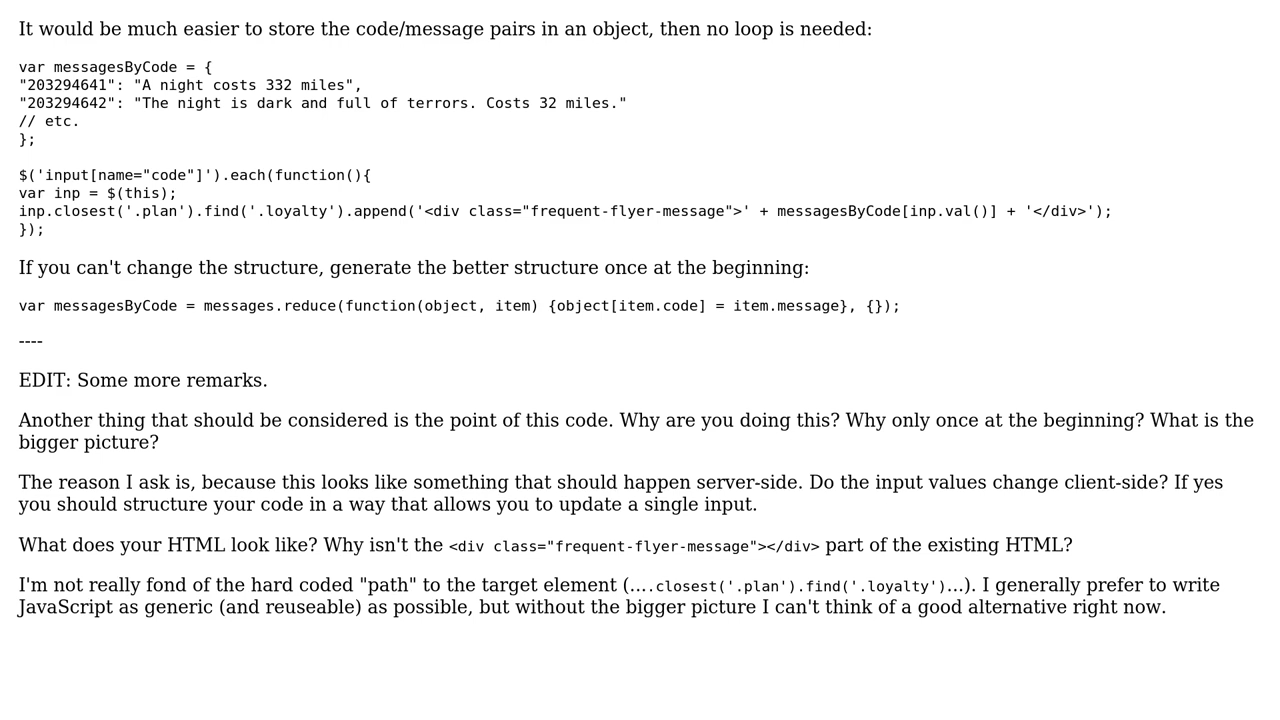 It would be much easier to store the code/message pairs in an object, then no loop is needed:
var messagesByCode = {
"203294641": "A night costs 332 miles",
"203294642": "The night is dark and full of terrors. Costs 32 miles."
// etc.
};
$('input[name="code"]').each(function(){
var inp = $(this);
inp.closest('.plan').find('.loyalty').append('<div class="frequent-flyer-message">' + messagesByCode[inp.val()] + '</div>');
});
If you can't change the structure, generate the better structure once at the beginning:
var messagesByCode = messages.reduce(function(object, item) {object[item.code] = item.message}, {});
----
EDIT: Some more remarks.
Another thing that should be considered is the point of this code. Why are you doing this? Why only once at the beginning? What is the
bigger picture?
The reason I ask is, because this looks like something that should happen server-side. Do the input values change client-side? If yes
you should structure your code in a way that allows you to update a single input.
What does your HTML look like? Why isn't the <div class="frequent-flyer-message"></div> part of the existing HTML?
I'm not really fond of the hard coded "path" to the target element (....closest('.plan').find('.loyalty')...). I generally prefer to write
JavaScript as generic (and reuseable) as possible, but without the bigger picture I can't think of a good alternative right now.